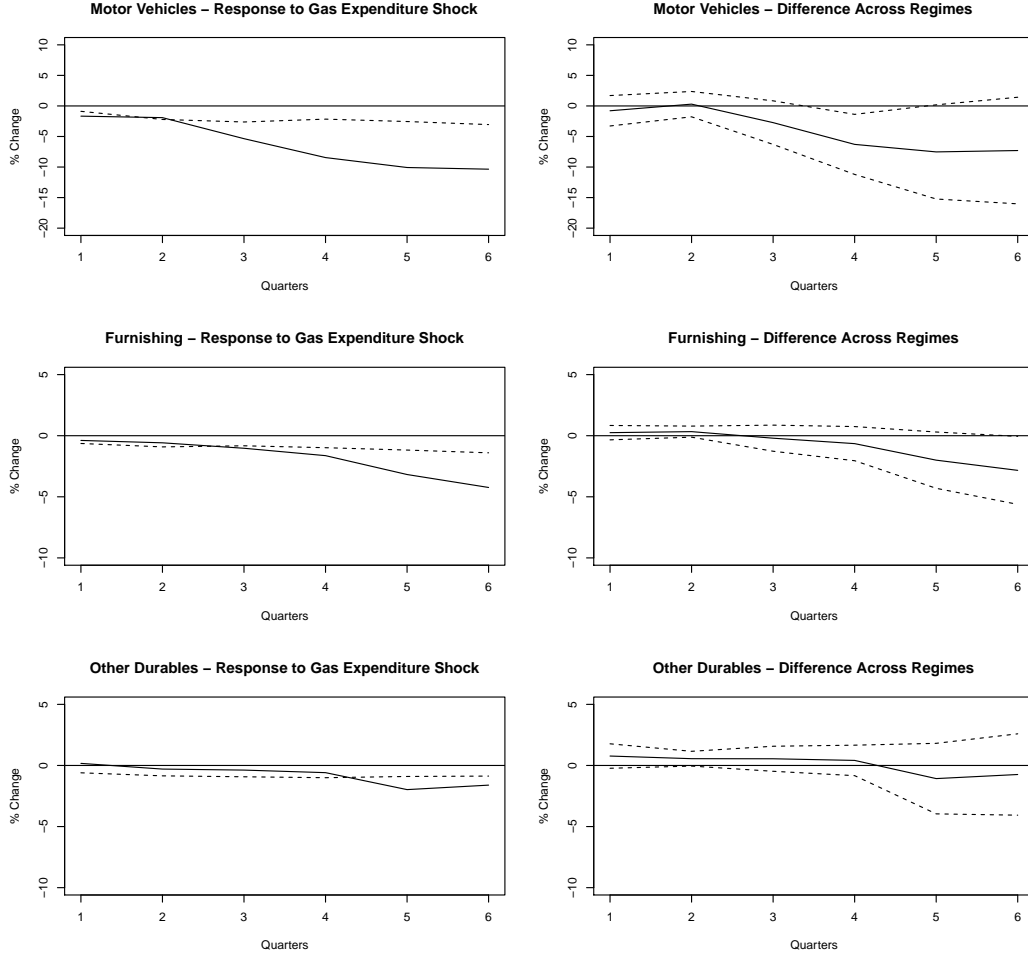 Motor Vehicles – Response to Gas Expenditure Shock
% Change
10
5
0
−5
−10
−15
−20
1 2 3 4 5 6
Quarters
Motor Vehicles – Difference Across Regimes
% Change
10
5
0
−5
−10
−15
−20
1 2 3 4 5 6
Quarters
Furnishing – Response to Gas Expenditure Shock
% Change
5
0
−5
−10
1 2 3 4 5 6
Quarters
Furnishing – Difference Across Regimes
% Change
5
0
−5
−10
1 2 3 4 5 6
Quarters
Other Durables – Response to Gas Expenditure Shock
% Change
5
0
−5
−10
1 2 3 4 5 6
Quarters
Other Durables – Difference Across Regimes
% Change
5
0
−5
−10
1 2 3 4 5 6
Quarters